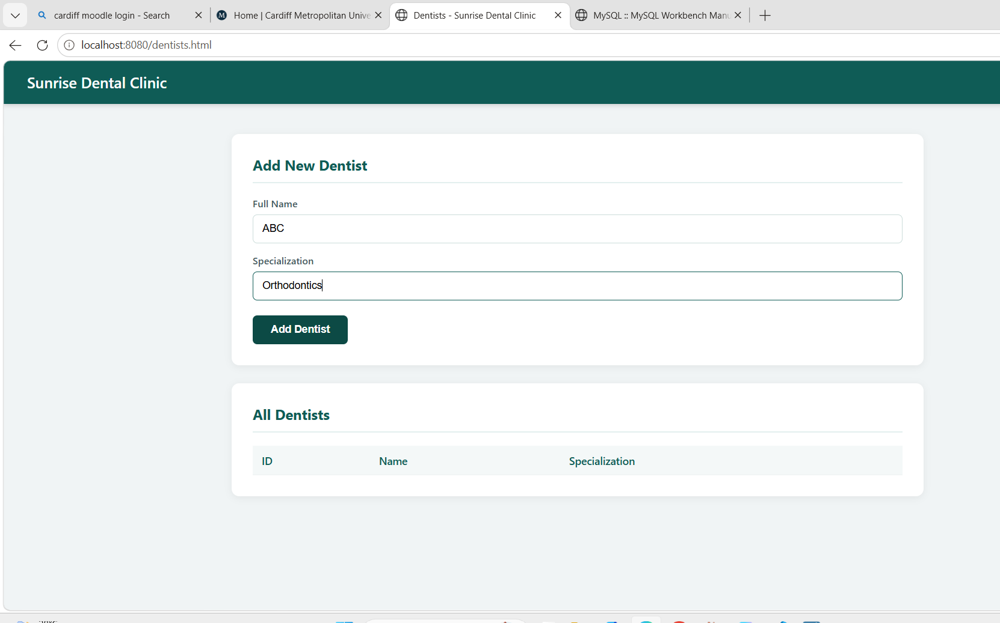 cardiff moodle login - Search
Home | Cardiff Metropolitan Unive
Dentists - Sunrise Dental Clinic
MySQL :: MySQL Workbench Manu
localhost:8080/dentists.html
Sunrise Dental Clinic
Add New Dentist
Full Name
ABC
Specialization
Orthodontics
Add Dentist
All Dentists
ID Name Specialization